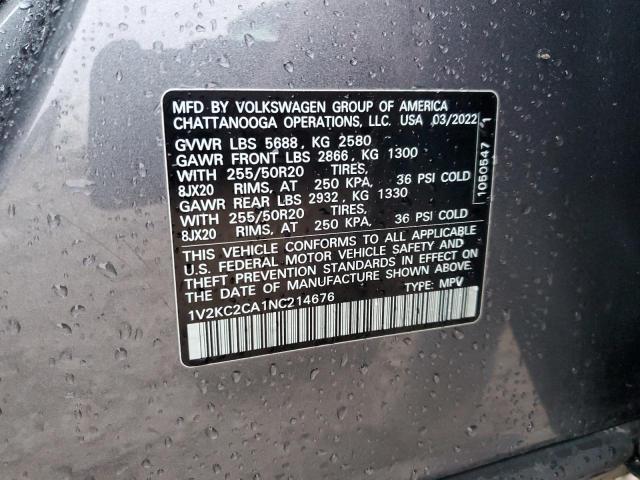 MFD BY VOLKSWAGEN GROUP OF AMERICA
CHATTANOOGA OPERATIONS, LLC. USA 03/2022
GVWR LBS 5688, KG 2580
GAWR FRONT LBS 2866, KG 1300
WITH 255/50R20 TIRES,
8JX20 RIMS, AT 250 KPA, 36 PSI COLD
GAWR REAR LBS 2932, KG 1330
WITH 255/50R20 TIRES,
8JX20 RIMS, AT 250 KPA, 36 PSI COLD
THIS VEHICLE CONFORMS TO ALL APPLICABLE
U.S. FEDERAL MOTOR VEHICLE SAFETY AND
THEFT PREVENTION STANDARDS IN EFFECT ON
THE DATE OF MANUFACTURE SHOWN ABOVE.
1V2KC2CA1NC214676 TYPE: MPV
1050547 1